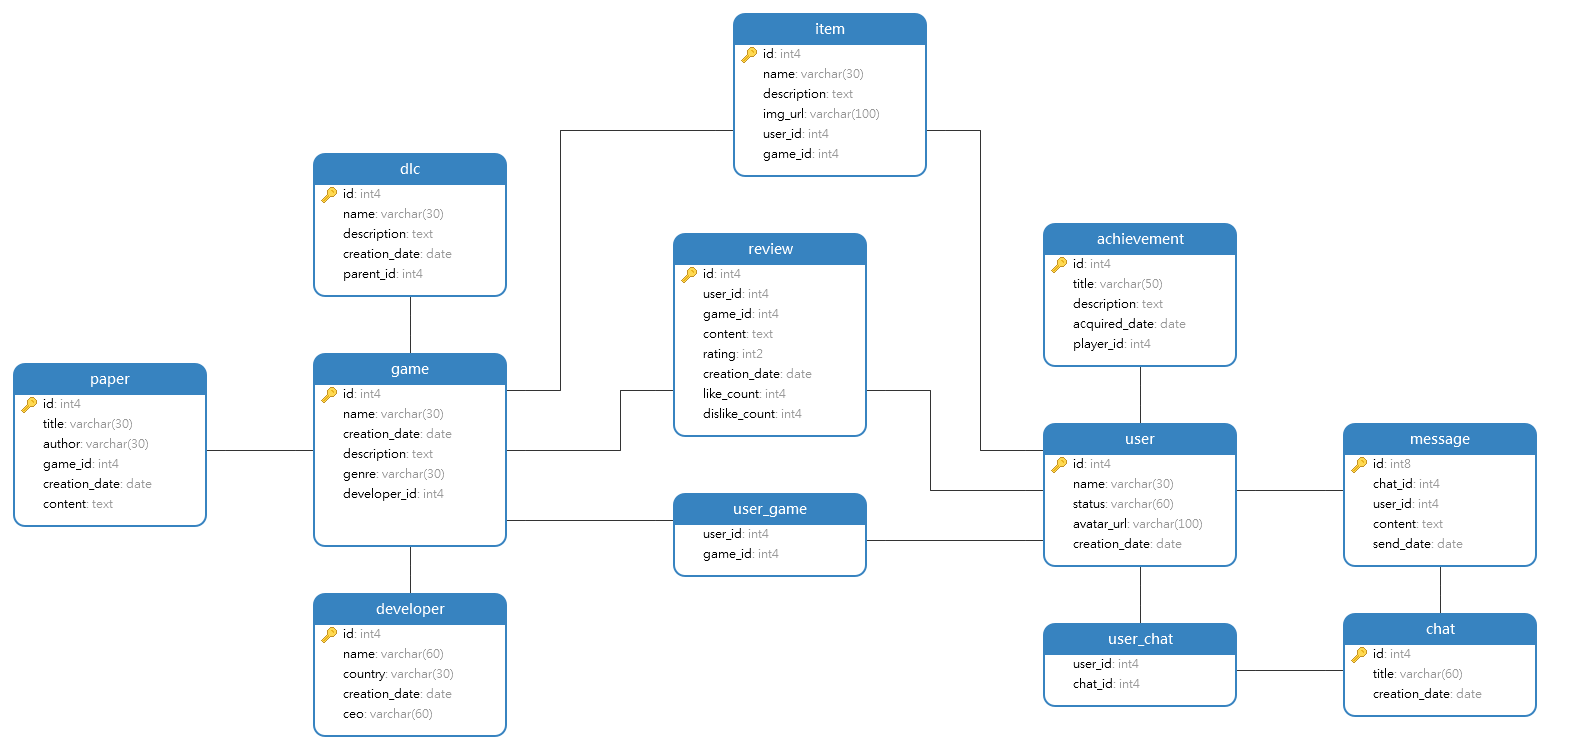 item
id: int4
name: varchar(30)
description: text
img_url: varchar(100)
user_id: int4
game_id: int4
dlc
id: int4
name: varchar(30)
description: text
creation_date: date
parent_id: int4
review
id: int4
user_id: int4
game_id: int4
content: text
rating: int2
creation_date: date
like_count: int4
dislike_count: int4
achievement
id: int4
title: varchar(50)
description: text
acquired_date: date
player_id: int4
paper
id: int4
title: varchar(30)
author: varchar(30)
game_id: int4
creation_date: date
content: text
game
id: int4
name: varchar(30)
creation_date: date
description: text
genre: varchar(30)
developer_id: int4
user_game
user_id: int4
game_id: int4
user
id: int4
name: varchar(30)
status: varchar(60)
avatar_url: varchar(100)
creation_date: date
message
id: int8
chat_id: int4
user_id: int4
content: text
send_date: date
developer
id: int4
name: varchar(60)
country: varchar(30)
creation_date: date
ceo: varchar(60)
user_chat
user_id: int4
chat_id: int4
chat
id: int4
title: varchar(60)
creation_date: date